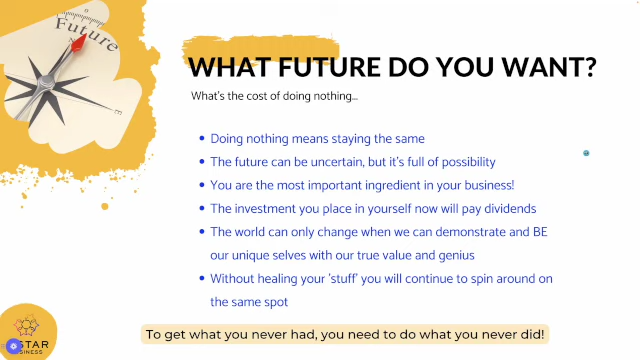 Future
N
E
WHAT FUTURE DO YOU WANT?
What's the cost of doing nothing...
Doing nothing means staying the same
The future can be uncertain, but it's full of possibility
You are the most important ingredient in your business!
The investment you place in yourself now will pay dividends
The world can only change when we can demonstrate and BE
our unique selves with our true value and genius
Without healing your 'stuff' you will continue to spin around on
the same spot
To get what you never had, you need to do what you never did!